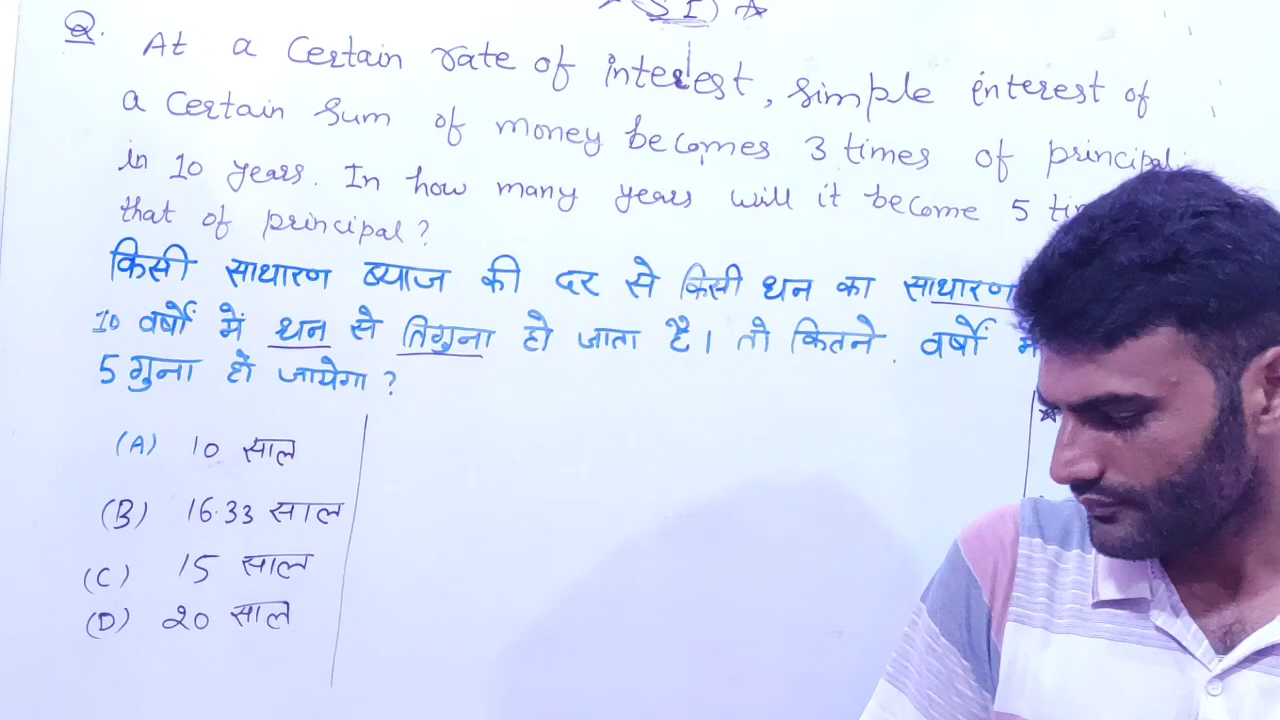 (S I) ☆
Q. At a Certain rate of interest, simple interest of
a Certain Sum of money becomes 3 times of principal
in 10 years. In how many years will it become 5
that of principal?
किसी साधारण ब्याज की दर से किसी धन का साधारण
10 वर्षों में धन से तिगुना हो जाता है। तो कितने वर्षों में
5 गुना हो जायेगा?
(A) 10 साल
(B) 16.33 साल
(C) 15 साल
(D) 20 साल